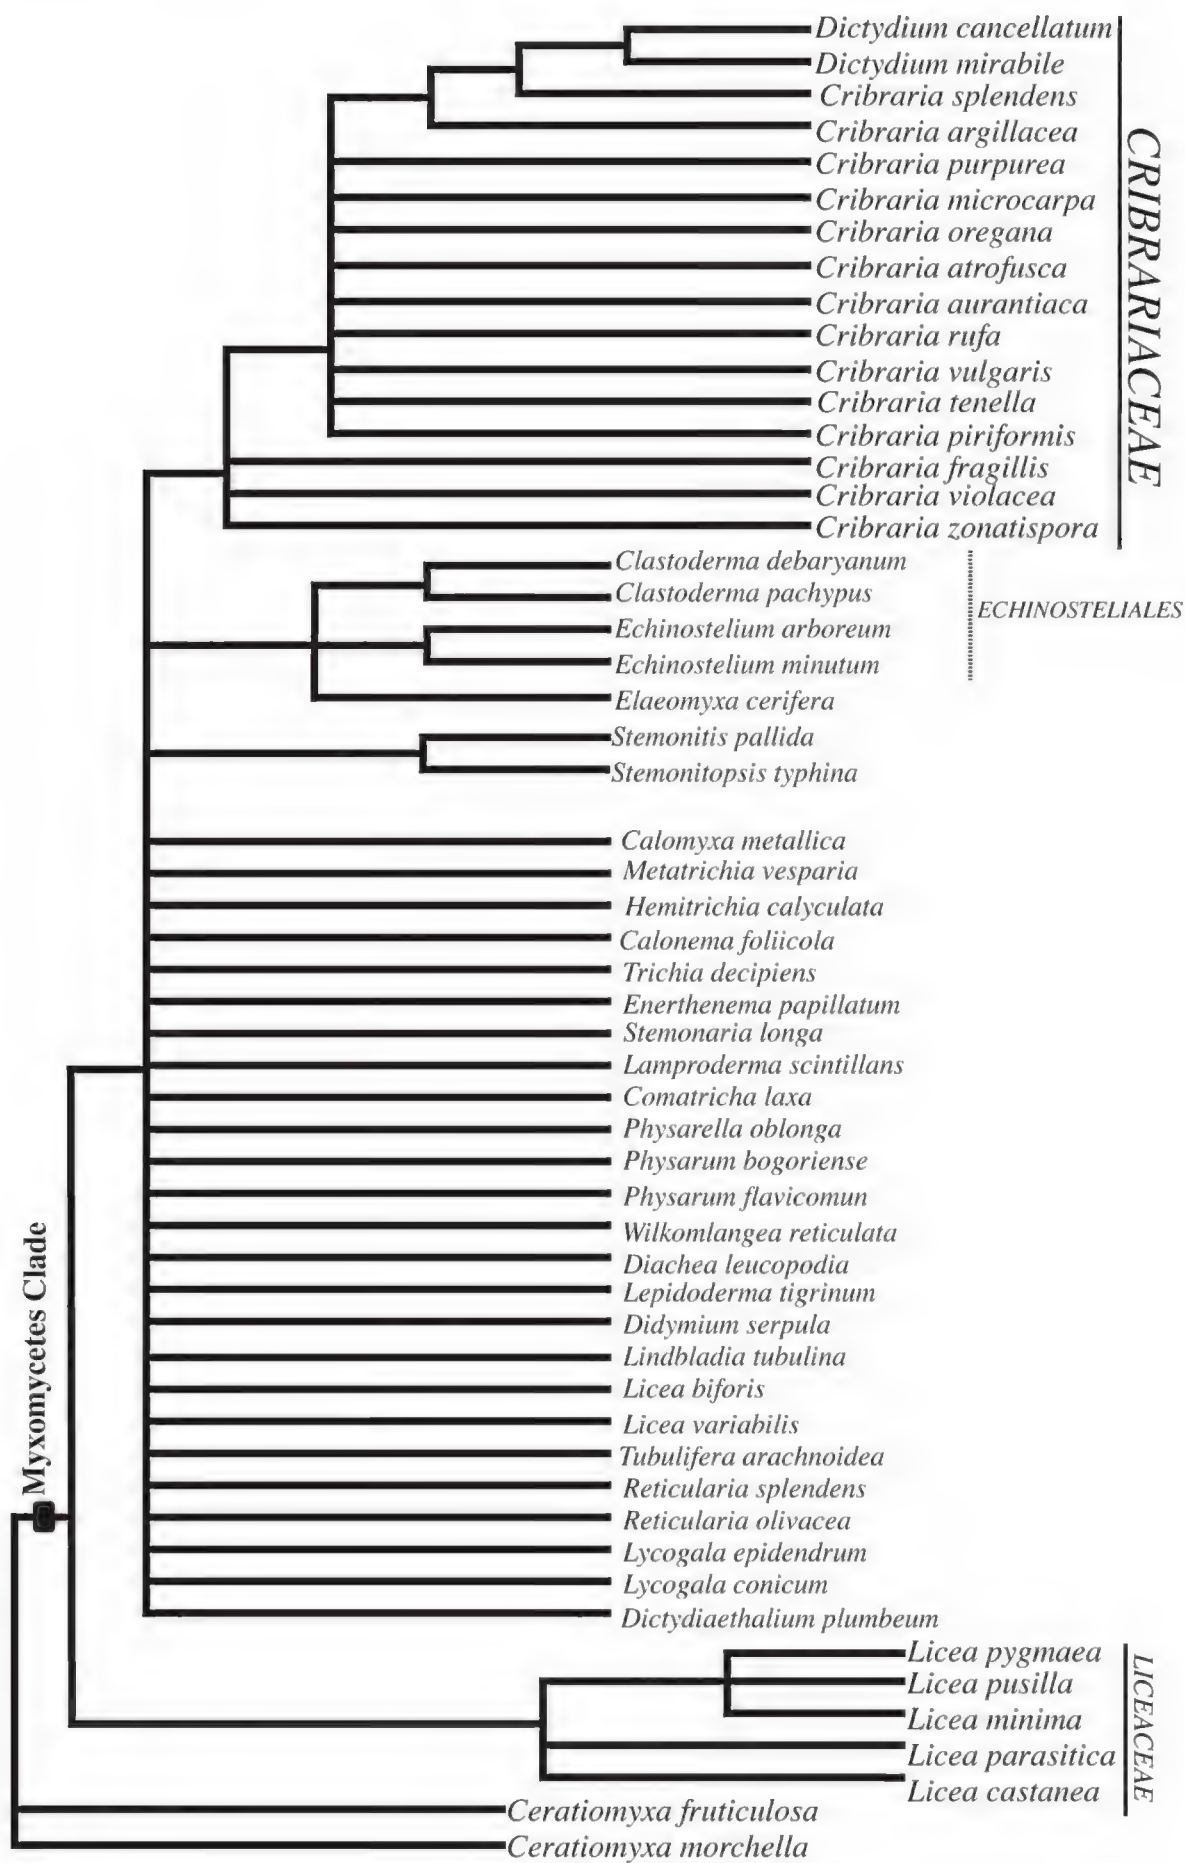 Dictydium cancellatum
Dictydium mirabile
Cribraria splendens
Cribraria argillacea
Cribraria purpurea
Cribraria microcarpa
Cribraria oregana
Cribraria atrofusca
Cribraria aurantiaca
Cribraria rufa
Cribraria vulgaris
Cribraria tenella
Cribraria piriformis
Cribraria fragillis
Cribraria violacea
Cribraria zonatispora
CRIBRARIACEAE
Clastoderma debaryanum
Clastoderma pachypus
Echinostelium arboreum
Echinostelium minutum
ECHINOSTELIALES
Elaeomyxa cerifera
Stemonitis pallida
Stemonitopsis typhina
Calomyxa metallica
Metatrichia vesparia
Hemitrichia calyculata
Calonema foliicola
Trichia decipiens
Enerthenema papillatum
Stemonaria longa
Lamproderma scintillans
Comatricha laxa
Physarella oblonga
Physarum bogoriense
Physarum flavicomun
Wilkomlangea reticulata
Diachea leucopodia
Lepidoderma tigrinum
Didymium serpula
Lindbladia tubulina
Licea biforis
Licea variabilis
Tubulifera arachnoidea
Reticularia splendens
Reticularia olivacea
Lycogala epidendrum
Lycogala conicum
Dictydiaethalium plumbeum
Myxomycetes Clade
Licea pygmaea
Licea pusilla
Licea minima
Licea parasitica
Licea castanea
LICEACEAE
Ceratiomyxa fruticulosa
Ceratiomyxa morchella